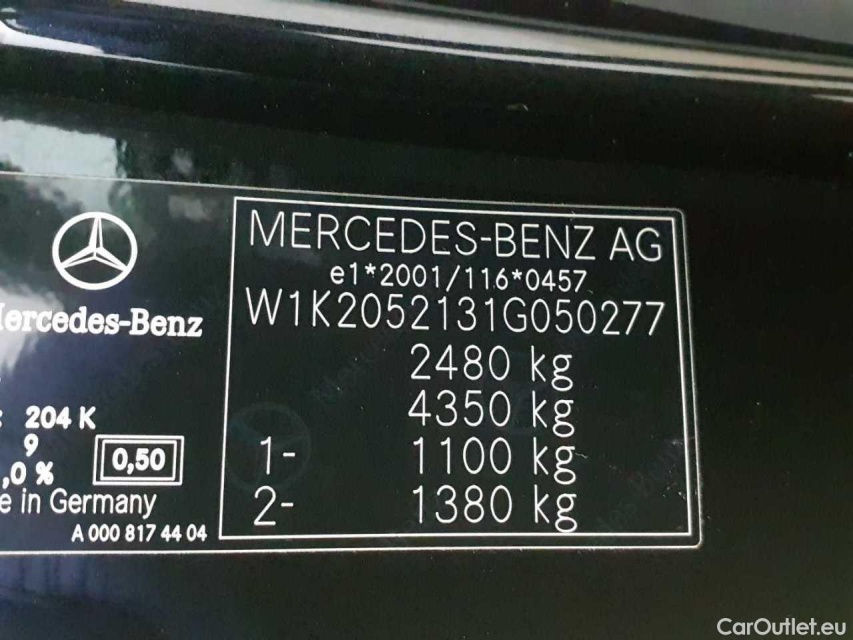 MERCEDES-BENZ AG
e1*2001/116*0457
W1K2052131G050277
2480 kg
4350 kg
1- 1100 kg
2- 1380 kg
Mercedes-Benz
204 K
9
,0 %
0,50
e in Germany
A 000 817 44 04
CarOutlet.eu